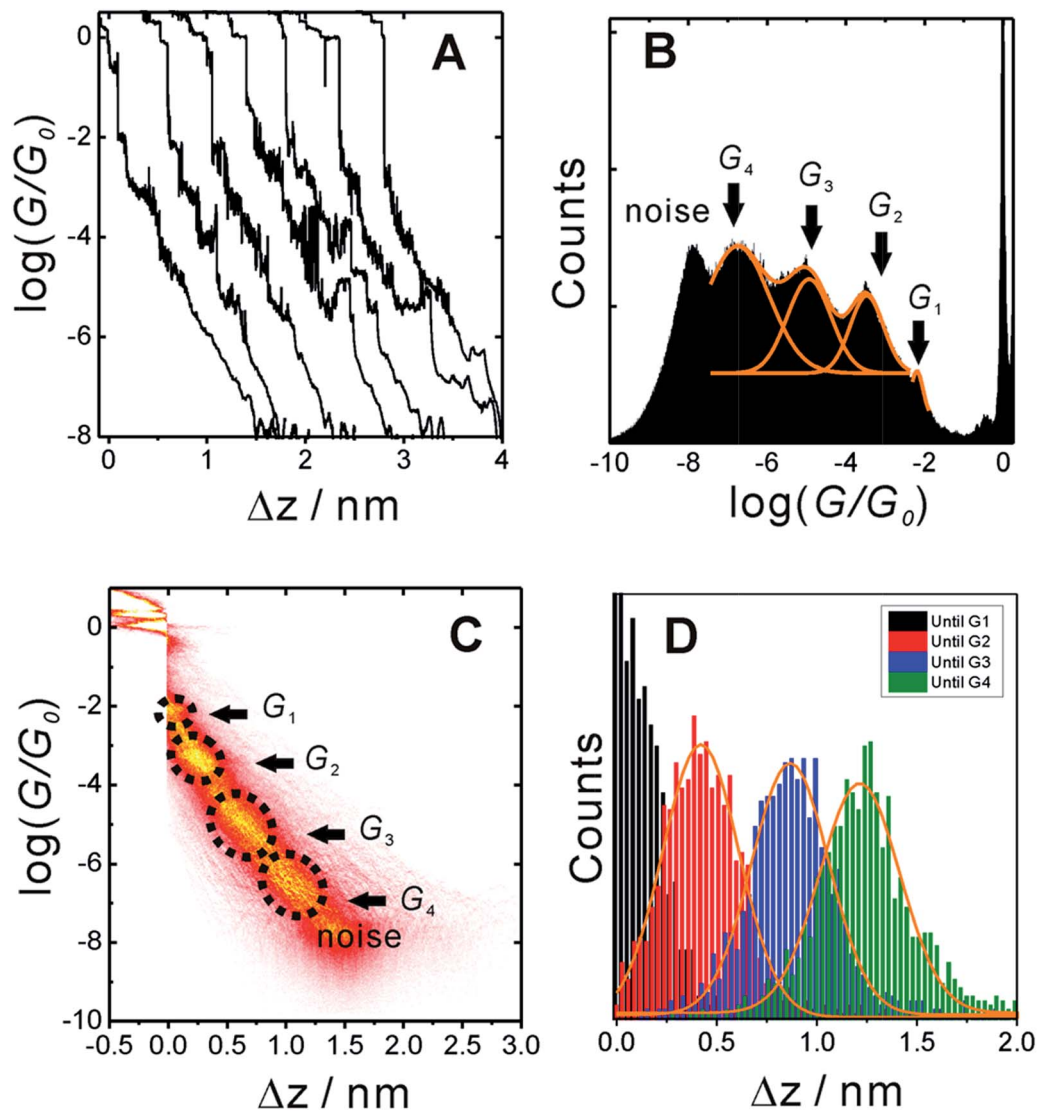 A
log(G/G0)
0
-2
-4
-6
-8
0 1 2 3 4
Δz / nm
B
Counts
noise
G4
G3
G2
G1
-10 -8 -6 -4 -2 0
log(G/G0)
C
log(G/G0)
0
-2
-4
-6
-8
-10
G1
G2
G3
G4
noise
-0.5 0.0 0.5 1.0 1.5 2.0 2.5 3.0
Δz / nm
D
Counts
Until G1
Until G2
Until G3
Until G4
0.0 0.5 1.0 1.5 2.0
Δz / nm